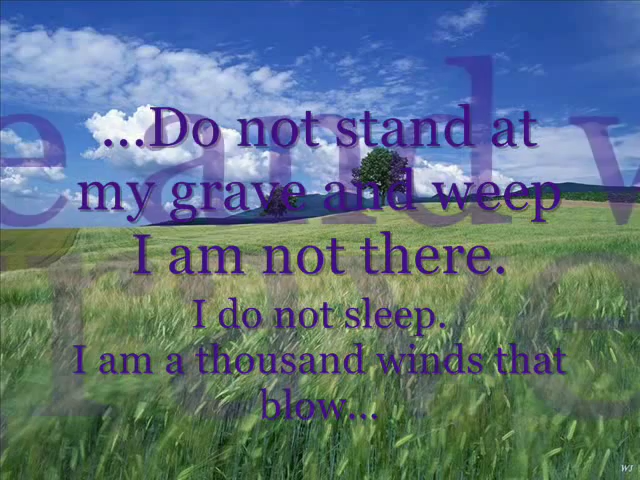 ...Do not stand at
my grave and weep
I am not there.
I do not sleep.
I am a thousand winds that
blow...
WJ